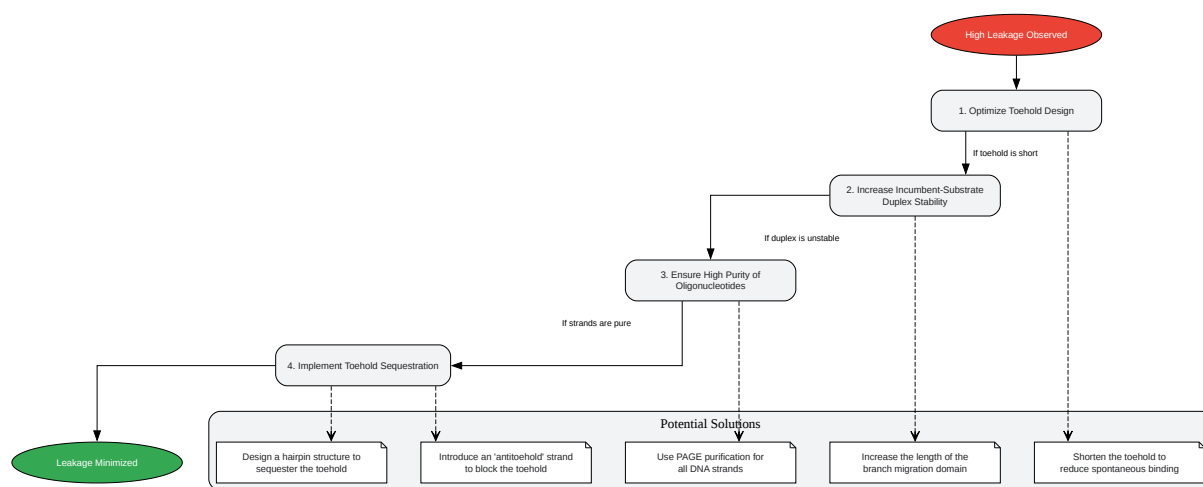 High Leakage Observed
1. Optimize Toehold Design
If toehold is short
2. Increase Incumbent-Substrate
Duplex Stability
If duplex is unstable
3. Ensure High Purity of
Oligonucleotides
If strands are pure
4. Implement Toehold Sequestration
Potential Solutions
Leakage Minimized
Design a hairpin structure to
sequester the toehold
Introduce an 'antitoehold' strand
to block the toehold
Use PAGE purification for
all DNA strands
Increase the length of the
branch migration domain
Shorten the toehold to
reduce spontaneous binding